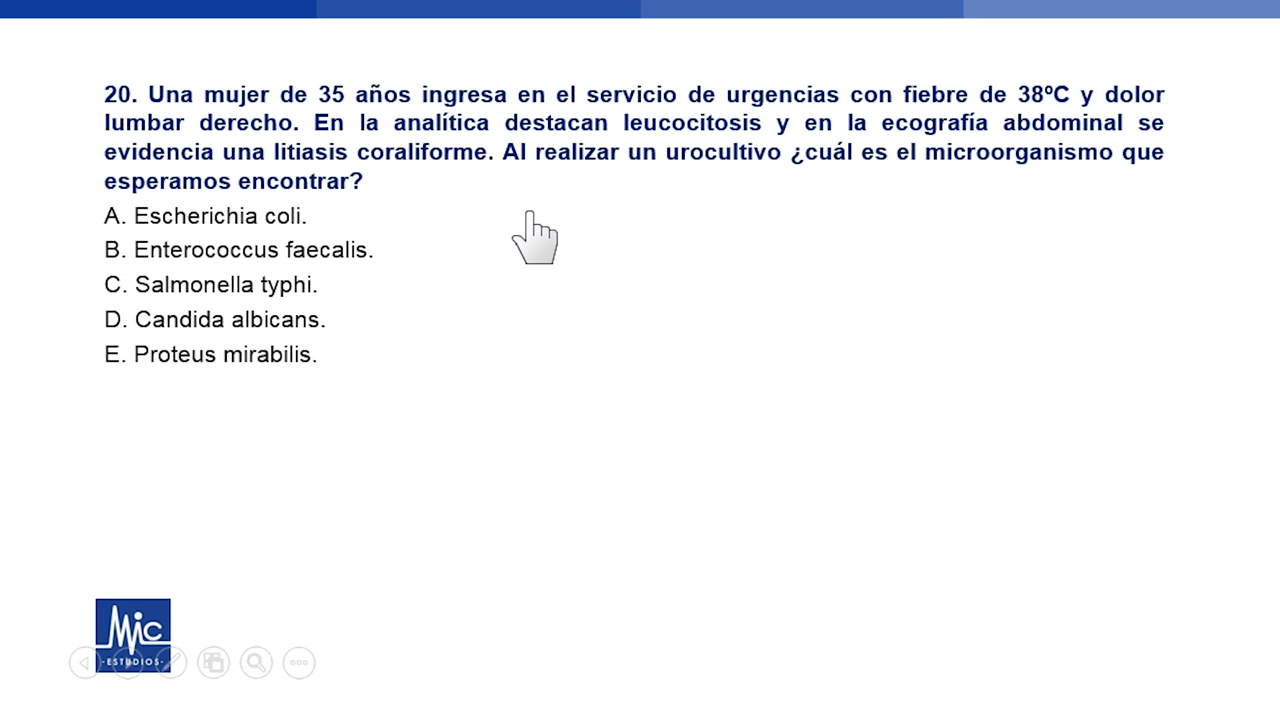 20. Una mujer de 35 años ingresa en el servicio de urgencias con fiebre de 38ºC y dolor
lumbar derecho. En la analítica destacan leucocitosis y en la ecografía abdominal se
evidencia una litiasis coraliforme. Al realizar un urocultivo ¿cuál es el microorganismo que
esperamos encontrar?
A. Escherichia coli.
B. Enterococcus faecalis.
C. Salmonella typhi.
D. Candida albicans.
E. Proteus mirabilis.
Mic
-ESTUDIOS-